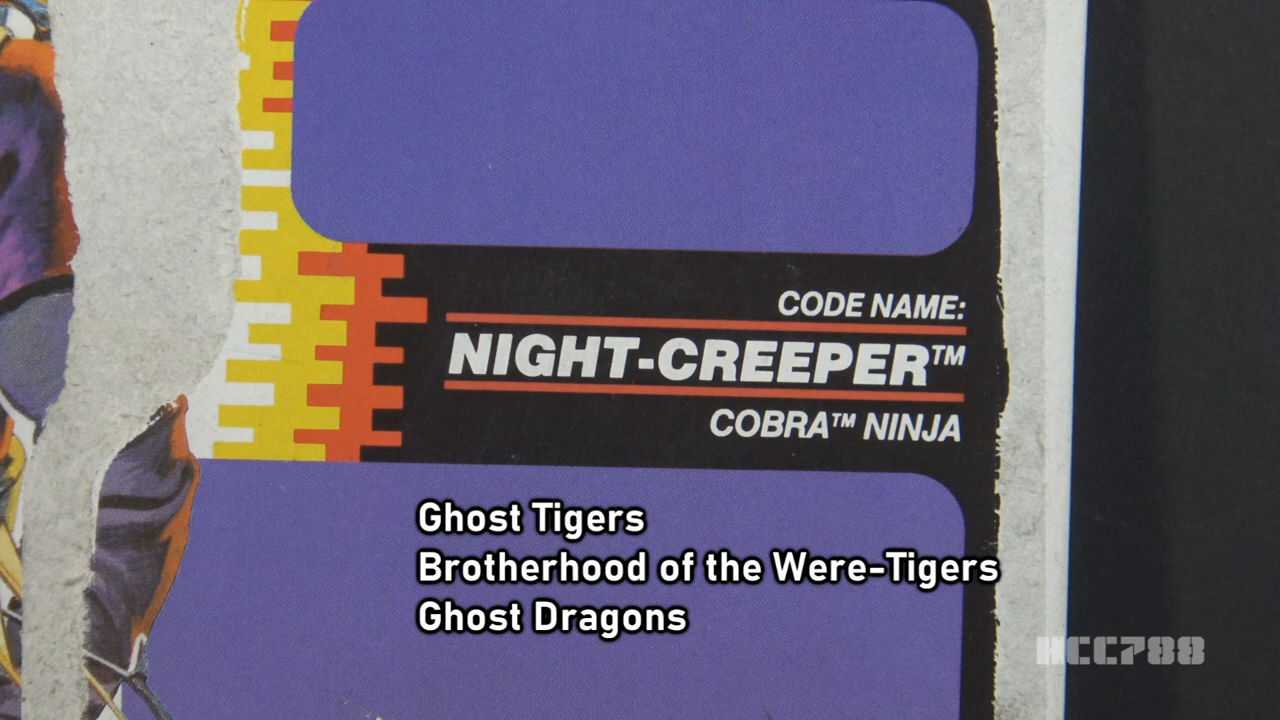 CODE NAME:
NIGHT-CREEPER™
COBRA™ NINJA
Ghost Tigers
Brotherhood of the Were-Tigers
Ghost Dragons
HCC788